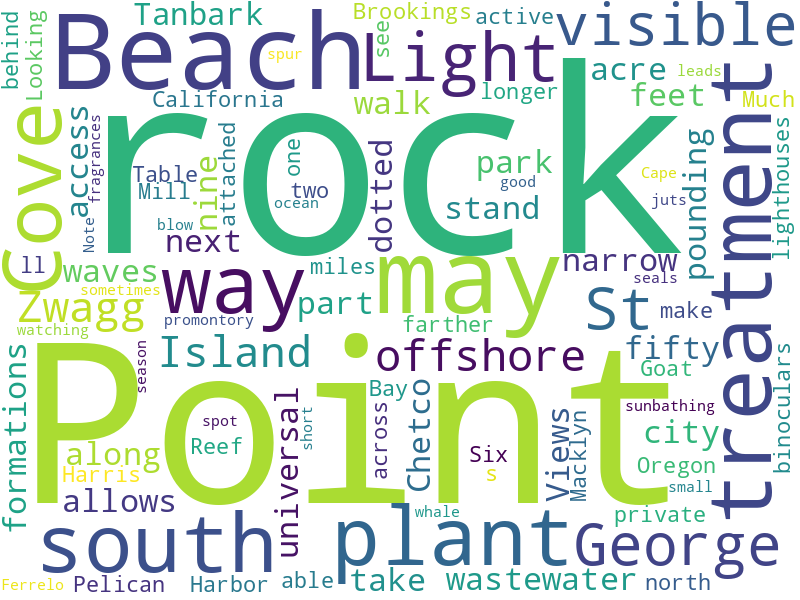 behind
Looking
Tanbark
Brookings
see
active
visible
Beach
spur
Light
acre
leads
California
walk
longer
feet
Much
rock
Cove
access
fragrances
Note
Table
Mill
nine
attached
one
two
ocean
blow
dotted
park
good
stand
Cape
juts
pounding
treatment
lighthouses
next
ll
waves
sometimes
Zwagg
watching
way
promontory
miles
part
may
farther
narrow
seals
St
make
Island
offshore
fifty
Goat
sunbathing
binoculars
formations
season
Point
spot
Reef
universal
short
Bay
across
Chetco
Six
s
Views
Macklyn
city
Oregon
small
along
Harris
allows
private
whale
south
plant
George
Ferrelo
Pelican
Harbor
able
take
wastewater
north